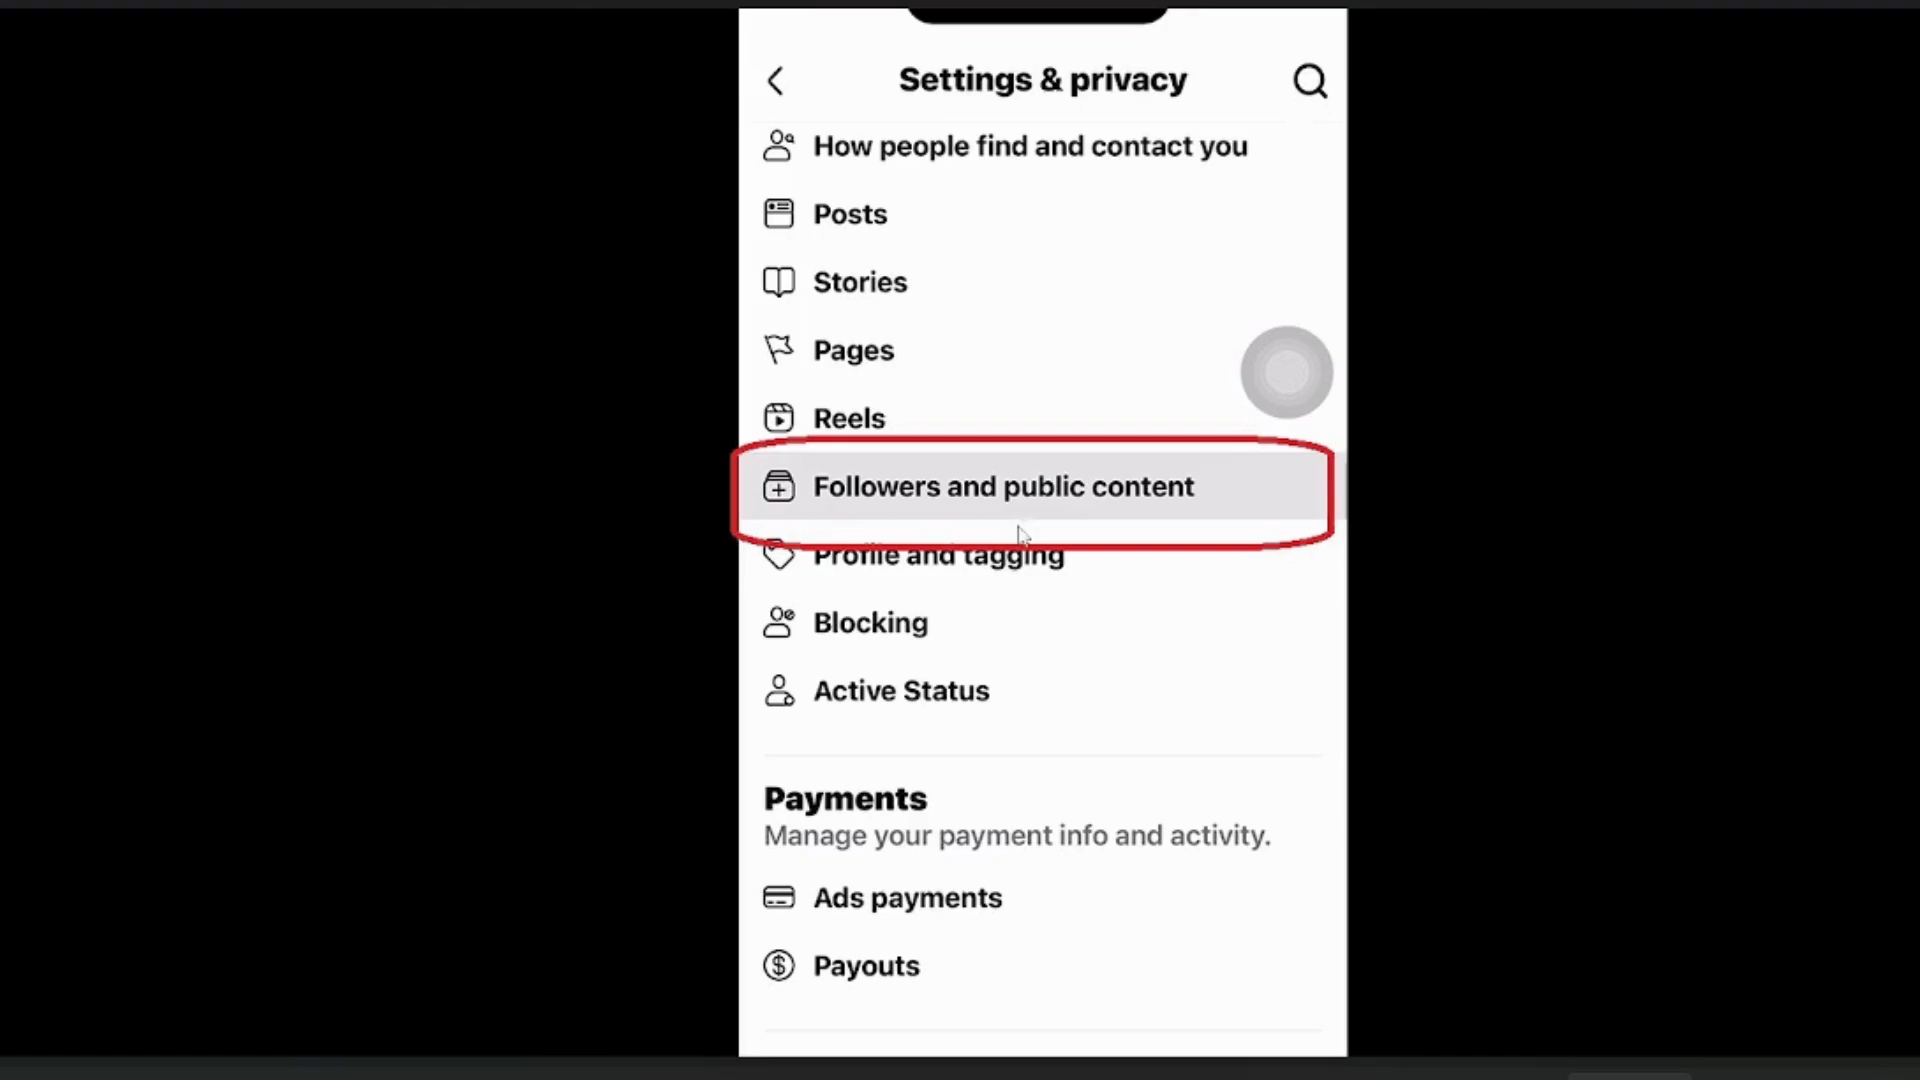 Settings & privacy
How people find and contact you
Posts
Stories
Pages
Reels
Followers and public content
Profile and tagging
Blocking
Active Status
Payments
Manage your payment info and activity.
Ads payments
Payouts